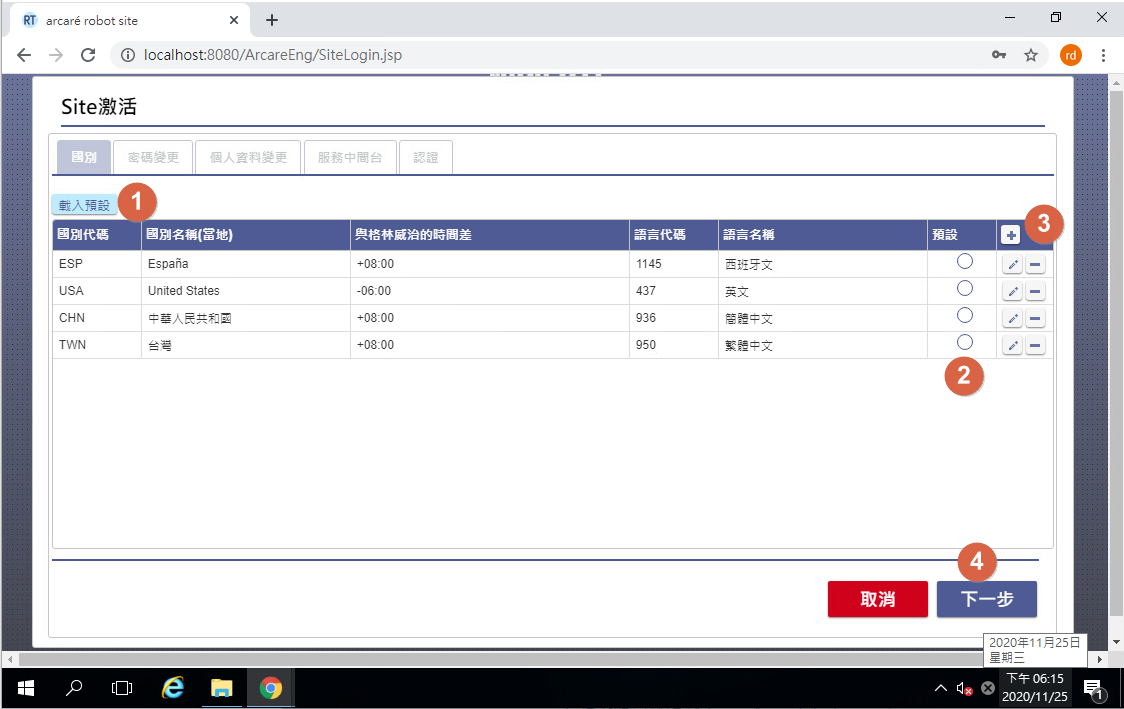 RT arcaré robot site
localhost:8080/ArcareEng/SiteLogin.jsp
rd
Site激活
國別 密碼變更 個人資料變更 服務中間台 認證
載入預設 1
3
國別代碼 國別名稱(當地) 與格林威治的時間差 語言代碼 語言名稱 預設
ESP España +08:00 1145 西班牙文
USA United States -06:00 437 英文
CHN 中華人民共和國 +08:00 936 簡體中文
TWN 台灣 +08:00 950 繁體中文
2
4
取消 下一步
2020年11月25日
星期三
下午 06:15
2020/11/25
1